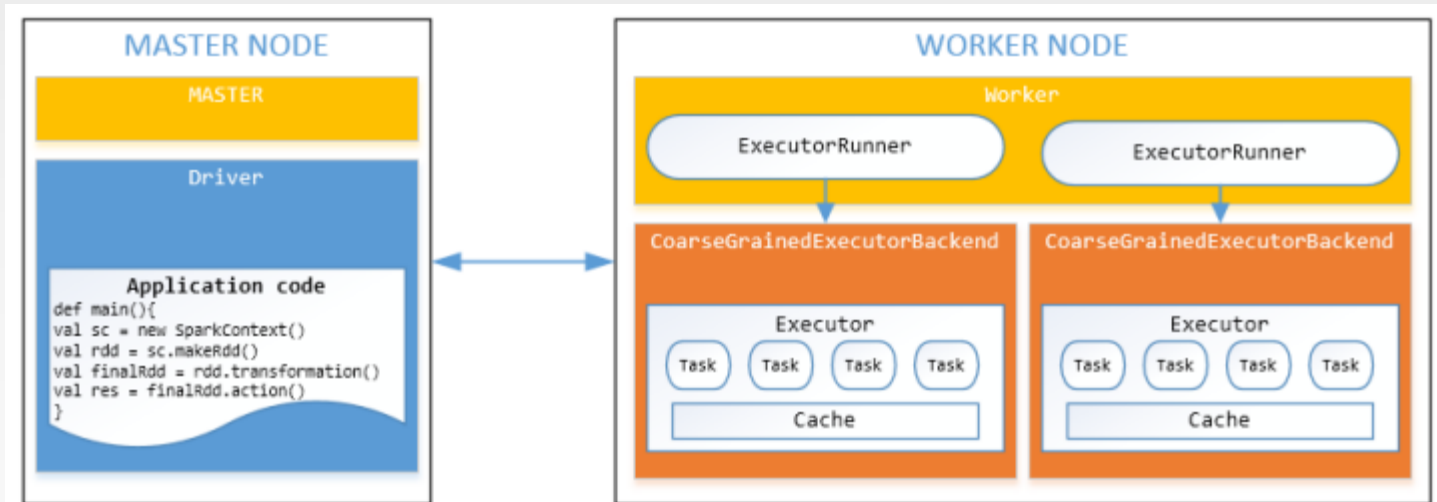 MASTER NODE
MASTER
Driver
Application code
def main(){
val sc = new SparkContext()
val rdd = sc.makeRdd()
val finalRdd = rdd.transformation()
val res = finalRdd.action()
}
WORKER NODE
Worker
ExecutorRunner
ExecutorRunner
CoarseGrainedExecutorBackend
Executor
Task Task Task Task
Cache
CoarseGrainedExecutorBackend
Executor
Task Task Task Task
Cache